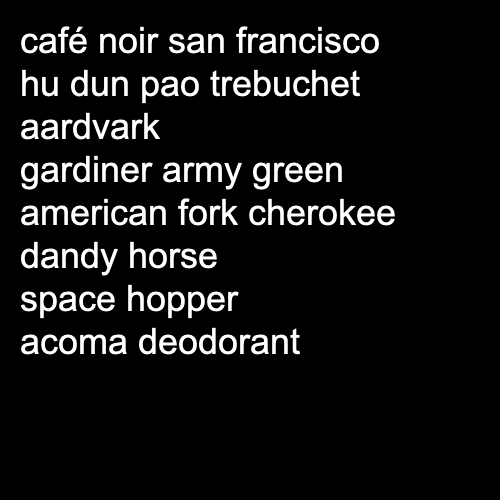 café noir san francisco
hu dun pao trebuchet
aardvark
gardiner army green
american fork cherokee
dandy horse
space hopper
acoma deodorant